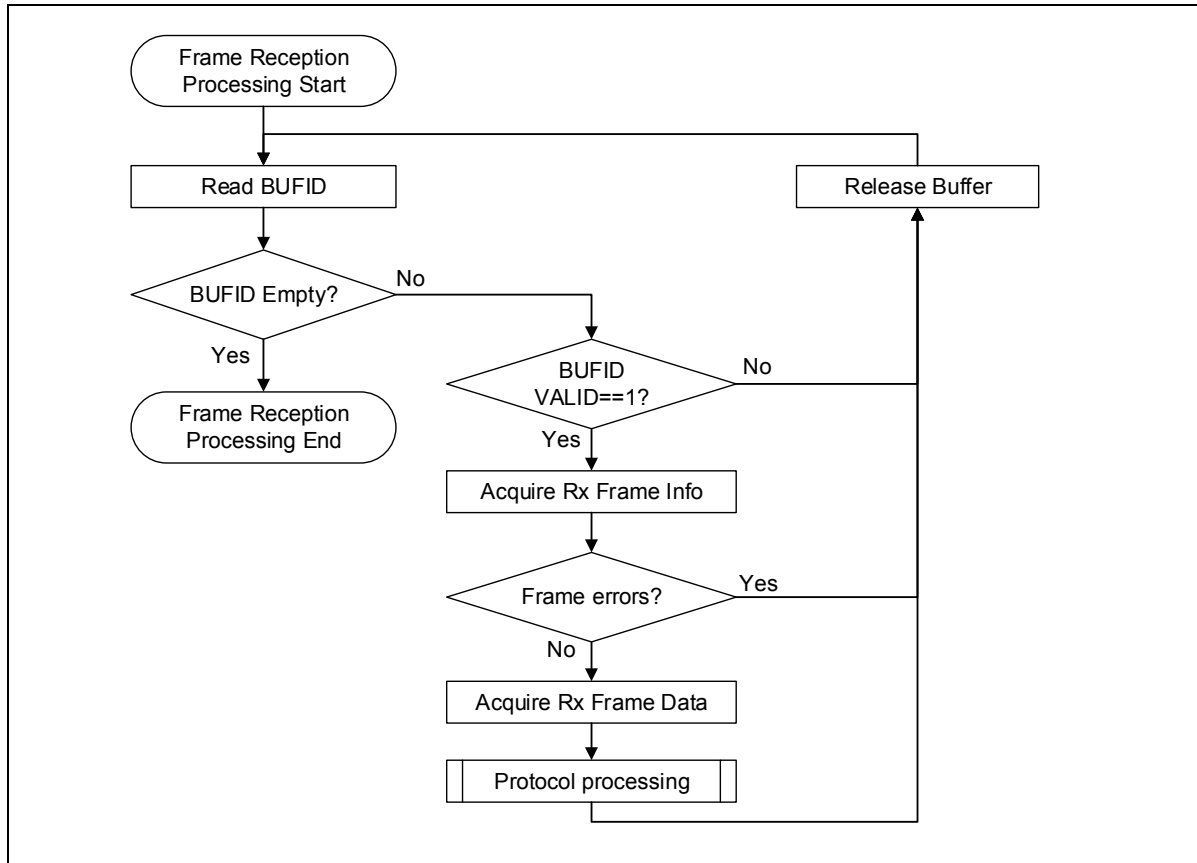 Frame Reception
Processing Start
Read BUFID
Release Buffer
No
BUFID Empty?
Yes
BUFID
VALID==1?
No
Frame Reception
Processing End
Yes
Acquire Rx Frame Info
Frame errors?
Yes
No
Acquire Rx Frame Data
Protocol processing